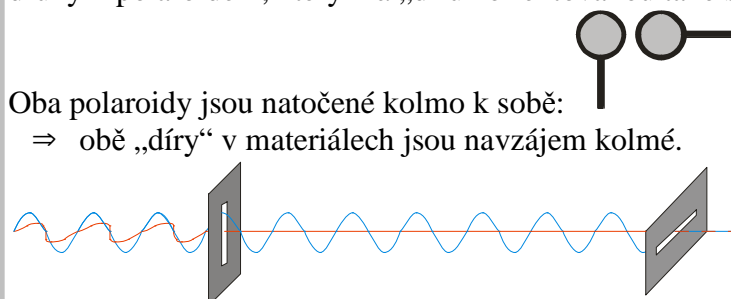 Oba polaroidy jsou natočené kolmo k sobě:
⇒ obě „díry“ v materiálech jsou navzájem kolmé.